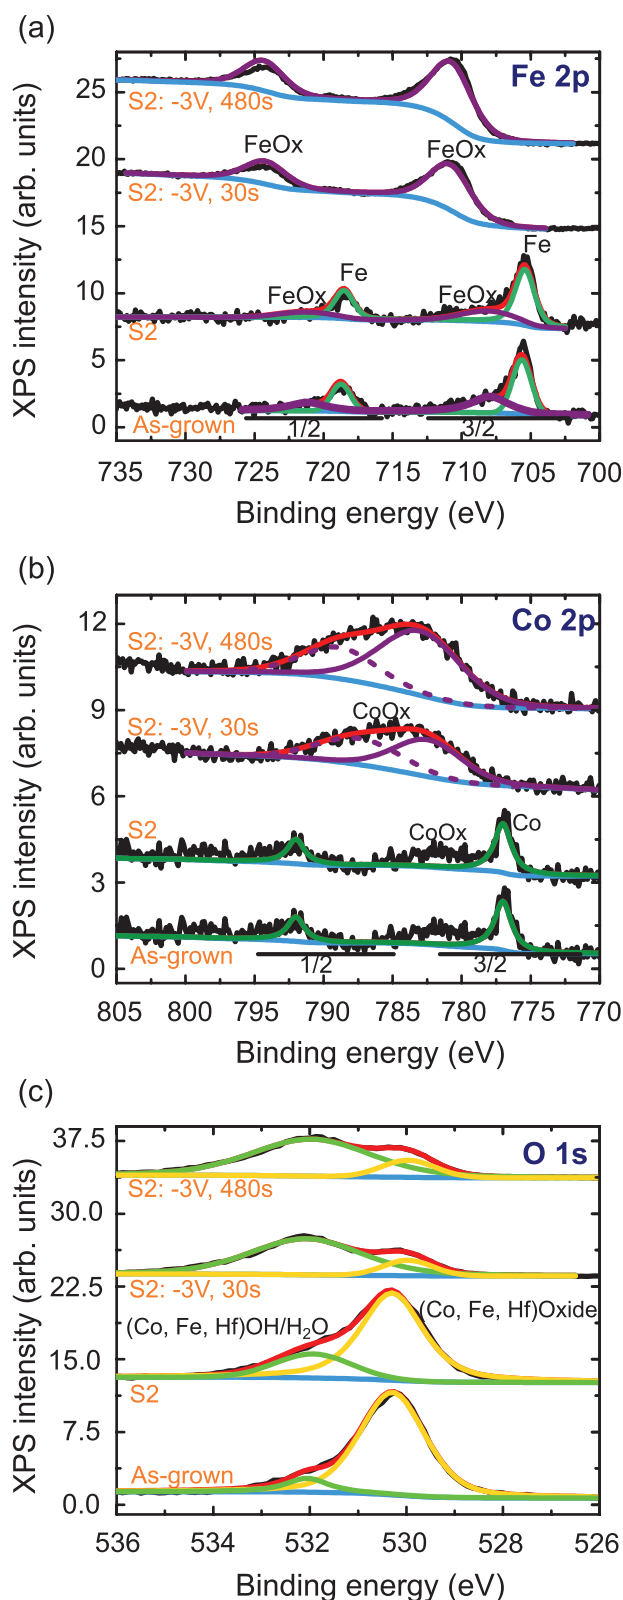 (a)
Fe 2p
S2: -3V, 480s
FeOx
FeOx
S2: -3V, 30s
Fe
Fe
FeOx
FeOx
S2
As-grown
1/2
3/2
25
20
15
10
5
0
XPS intensity (arb. units)
735 730 725 720 715 710 705 700
Binding energy (eV)
(b)
Co 2p
S2: -3V, 480s
S2: -3V, 30s
CoOx
S2
CoOx
Co
As-grown
1/2
3/2
12
9
6
3
0
XPS intensity (arb. units)
805 800 795 790 785 780 775 770
Binding energy (eV)
(c)
O 1s
S2: -3V, 480s
S2: -3V, 30s
(Co, Fe, Hf)OH/H₂O
(Co, Fe, Hf)Oxide
S2
As-grown
37.5
30.0
22.5
15.0
7.5
0.0
XPS intensity (arb. units)
536 534 532 530 528 526
Binding energy (eV)